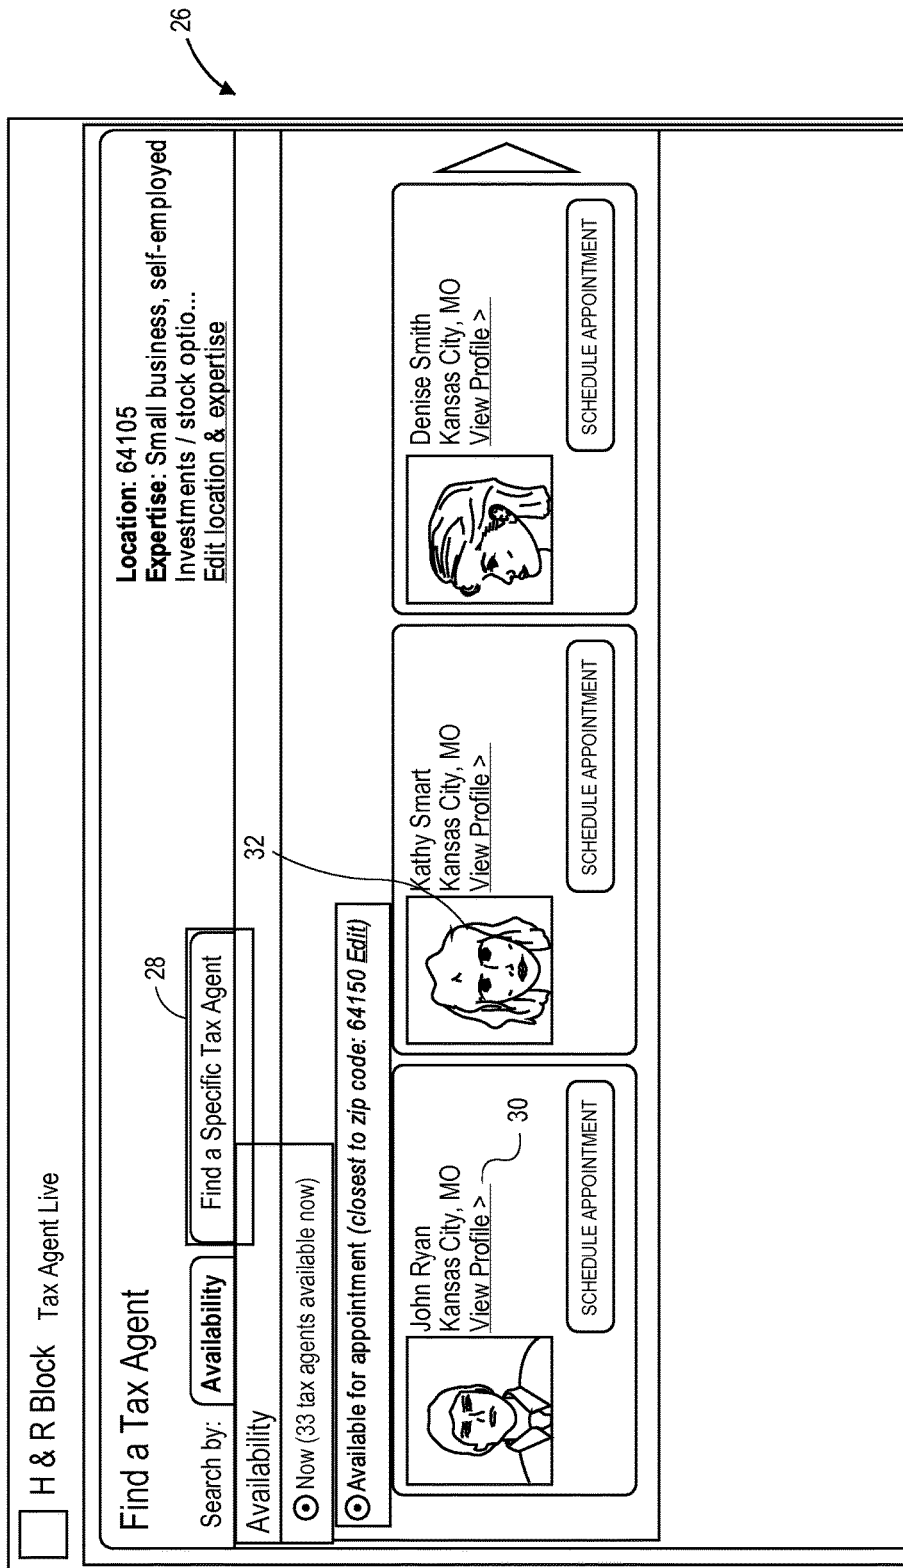 26
H & R Block Tax Agent Live
Find a Tax Agent
Location: 64105
Expertise: Small business, self-employed
Investments / stock optio...
Edit location & expertise
28
Search by: Availability Find a Specific Tax Agent
Availability
32
Now (33 tax agents available now)
Available for appointment (closest to zip code: 64150 Edit)
John Ryan
Kansas City, MO
View Profile >
30
SCHEDULE APPOINTMENT
Kathy Smart
Kansas City, MO
View Profile >
SCHEDULE APPOINTMENT
Denise Smith
Kansas City, MO
View Profile >
SCHEDULE APPOINTMENT